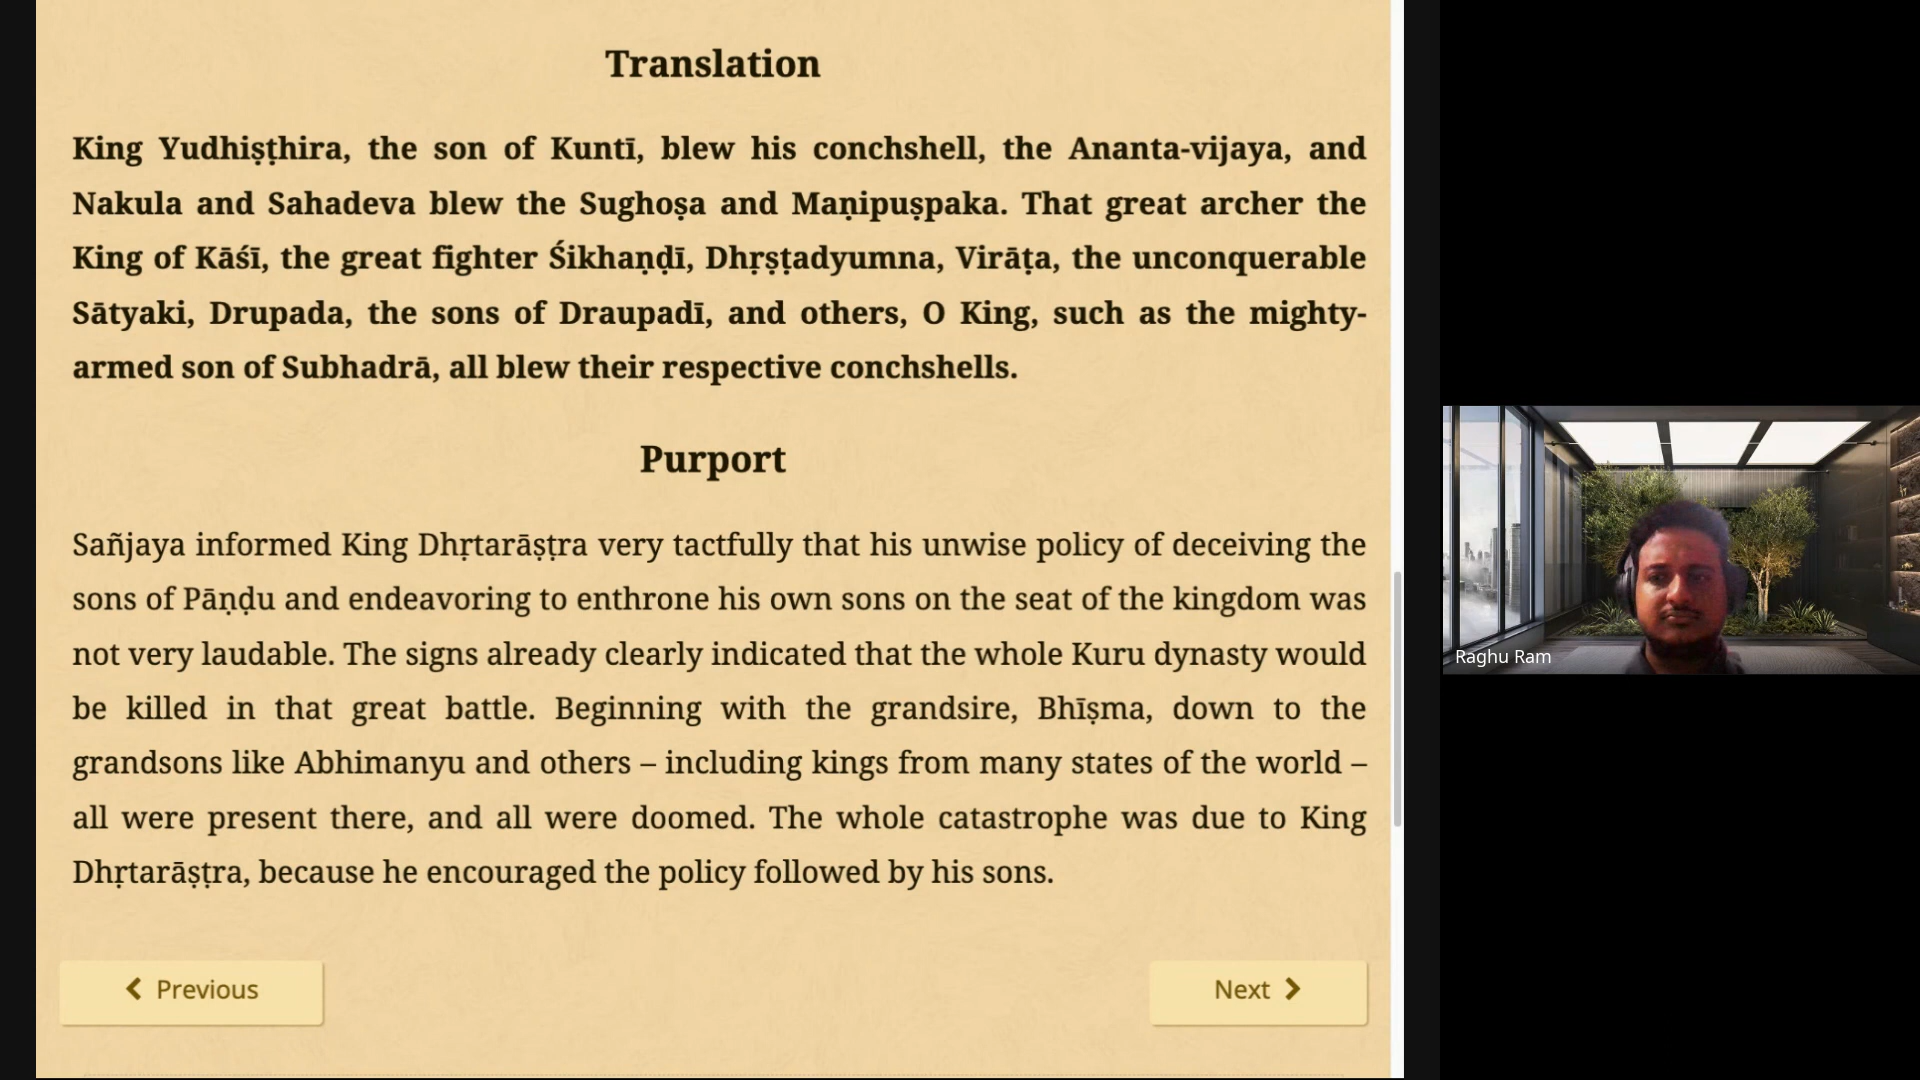 Translation
King Yudhiṣṭhira, the son of Kuntī, blew his conchshell, the Ananta-vijaya, and
Nakula and Sahadeva blew the Sughoṣa and Maṇipuṣpaka. That great archer the
King of Kāśī, the great fighter Śikhaṇḍī, Dhṛṣṭadyumna, Virāṭa, the unconquerable
Sātyaki, Drupada, the sons of Draupadī, and others, O King, such as the mighty-
armed son of Subhadrā, all blew their respective conchshells.
Purport
Sañjaya informed King Dhṛtarāṣṭra very tactfully that his unwise policy of deceiving the
sons of Pāṇḍu and endeavoring to enthrone his own sons on the seat of the kingdom was
not very laudable. The signs already clearly indicated that the whole Kuru dynasty would
be killed in that great battle. Beginning with the grandsire, Bhīṣma, down to the
grandsons like Abhimanyu and others – including kings from many states of the world –
all were present there, and all were doomed. The whole catastrophe was due to King
Dhṛtarāṣṭra, because he encouraged the policy followed by his sons.
Previous
Next
Raghu Ram